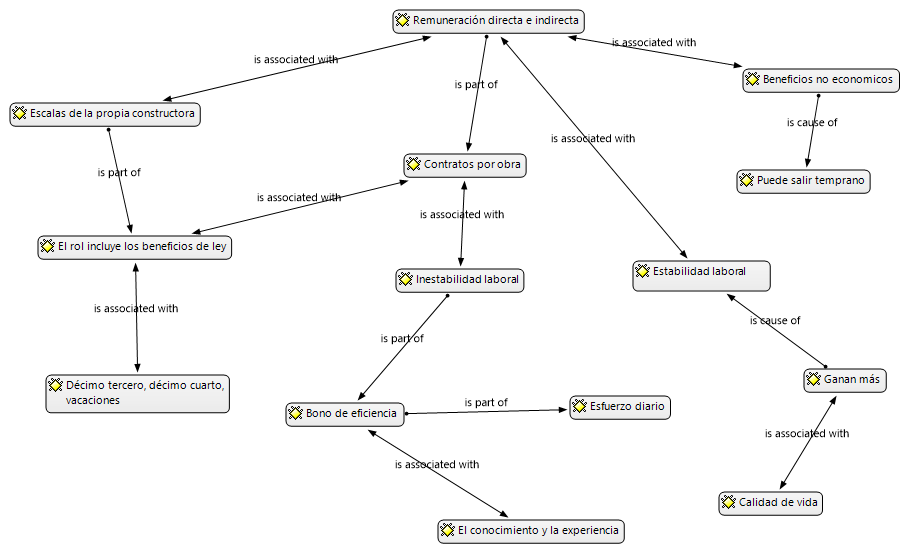 Remuneración directa e indirecta
is associated with
is associated with
Beneficios no economicos
is part of
Escalas de la propia constructora
is cause of
is associated with
Contratos por obra
is part of
Puede salir temprano
is associated with
is associated with
El rol incluye los beneficios de ley
Inestabilidad laboral
Estabilidad laboral
is associated with
is cause of
is part of
Décimo tercero, décimo cuarto,
vacaciones
Ganan más
is part of
Bono de eficiencia
Esfuerzo diario
is associated with
is associated with
Calidad de vida
El conocimiento y la experiencia